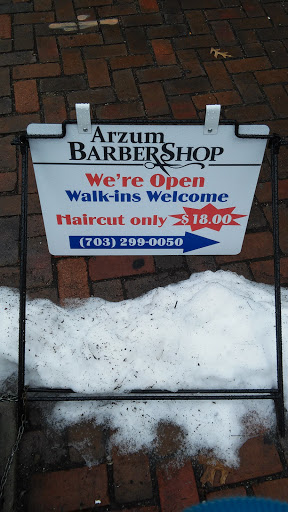 Arzum
BARBERSHOP
We're Open
Walk-ins Welcome
Haircut only $18.00
(703) 299-0050